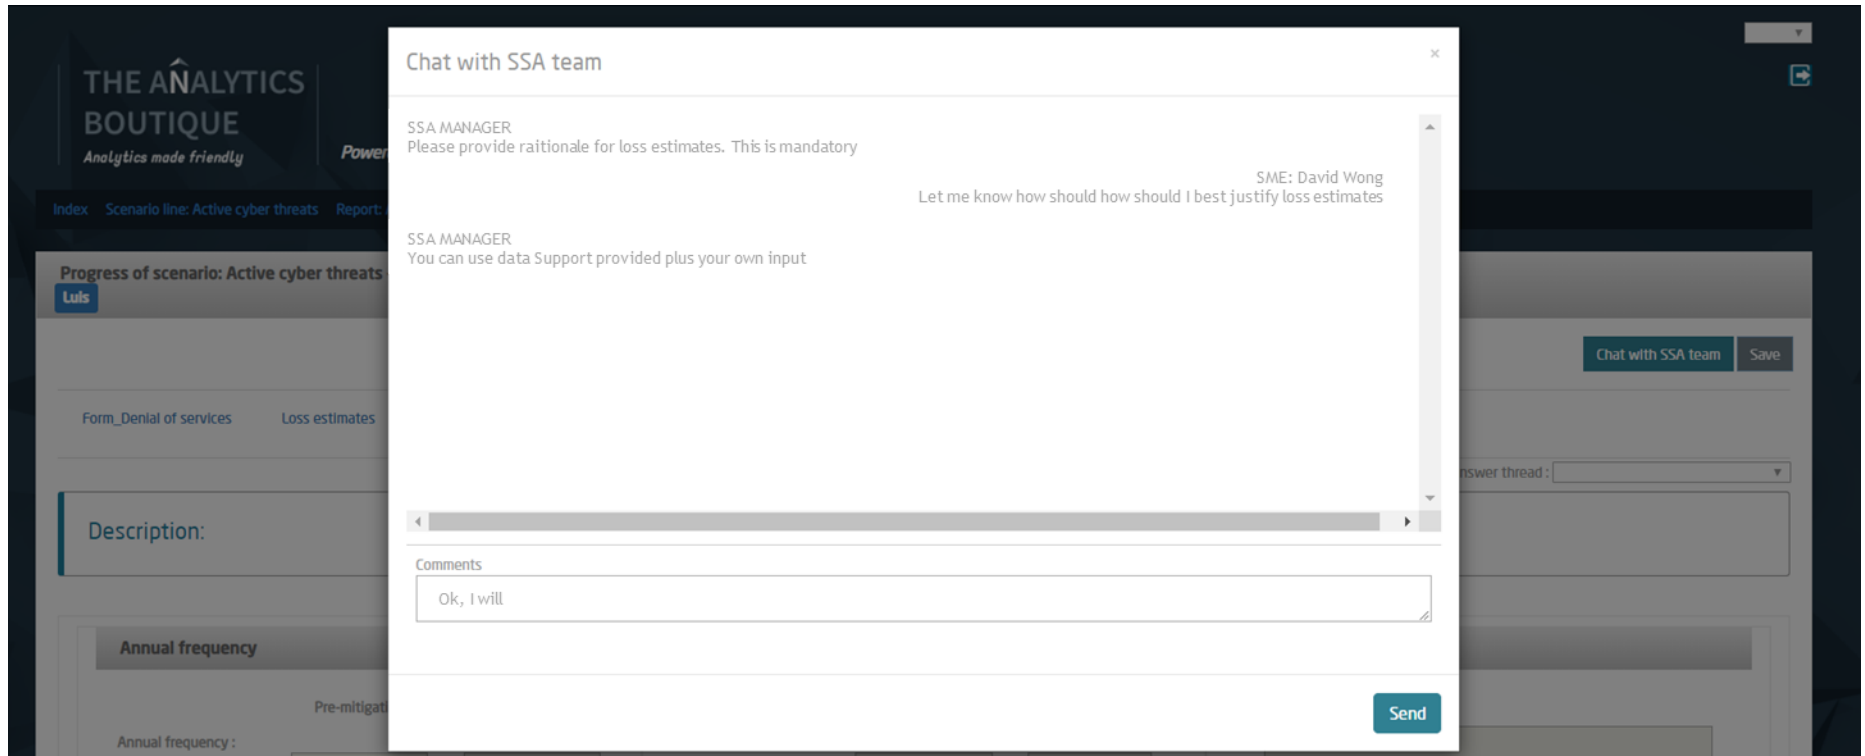 THE ANALYTICS
BOUTIQUE
Analytics made friendly
Index Scenario line: Active cyber threats Report:
Progress of scenario: Active cyber threats
Luis
Chat with SSA team Save
Form_Denial of services Loss estimates
thread :
Description:
Annual frequency
Annual frequency :
Chat with SSA team
×
SSA MANAGER
Please provide raitionale for loss estimates. This is mandatory
SME: David Wong
Let me know how should how should I best justify loss estimates
SSA MANAGER
You can use data Support provided plus your own input
Comments
Ok, I will
Send